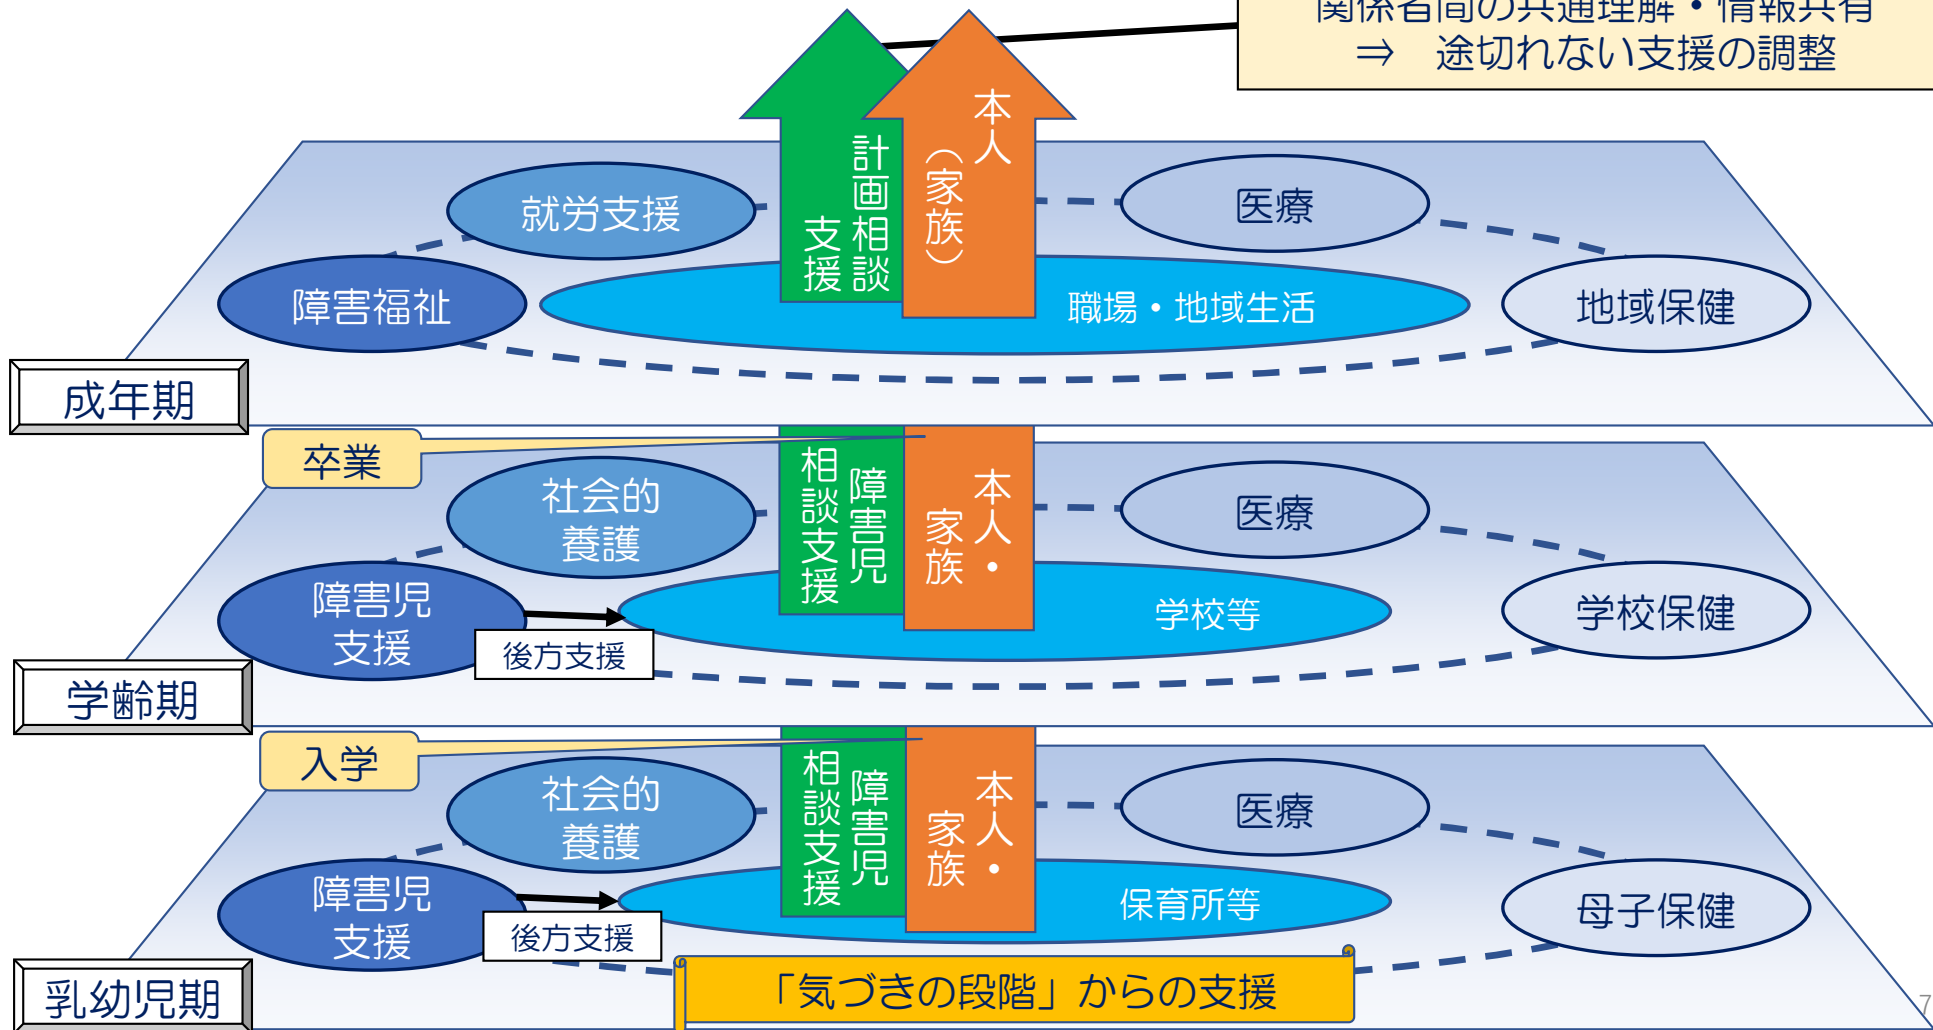 関係者間の共通理解・情報共有
⇒　途切れない支援の調整
本人
（家族）
計画相談
支援
就労支援
医療
障害福祉
職場・地域生活
地域保健
成年期
卒業
本人・
家族
障害児
相談支援
社会的
養護
医療
障害児
支援
後方支援
学校等
学校保健
学齢期
入学
本人・
家族
障害児
相談支援
社会的
養護
医療
障害児
支援
後方支援
保育所等
母子保健
「気づきの段階」からの支援
乳幼児期
7